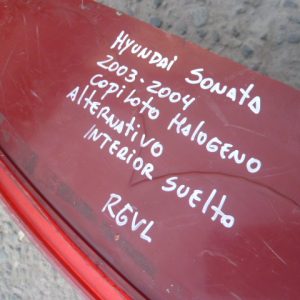 Hyundai Sonata
2003-2004
Copiloto Halogeno
Alternativo
Interior Suelto
RGVL